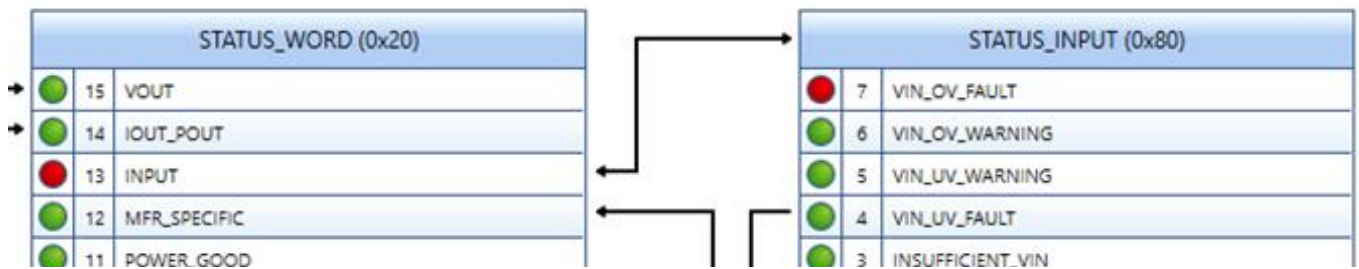 STATUS_WORD (0x20)
15 VOUT
14 IOUT_POUT
13 INPUT
12 MFR_SPECIFIC
11 POWER_GOOD
STATUS_INPUT (0x80)
7 VIN_OV_FAULT
6 VIN_OV_WARNING
5 VIN_UV_WARNING
4 VIN_UV_FAULT
3 INSUFFICIENT_VIN